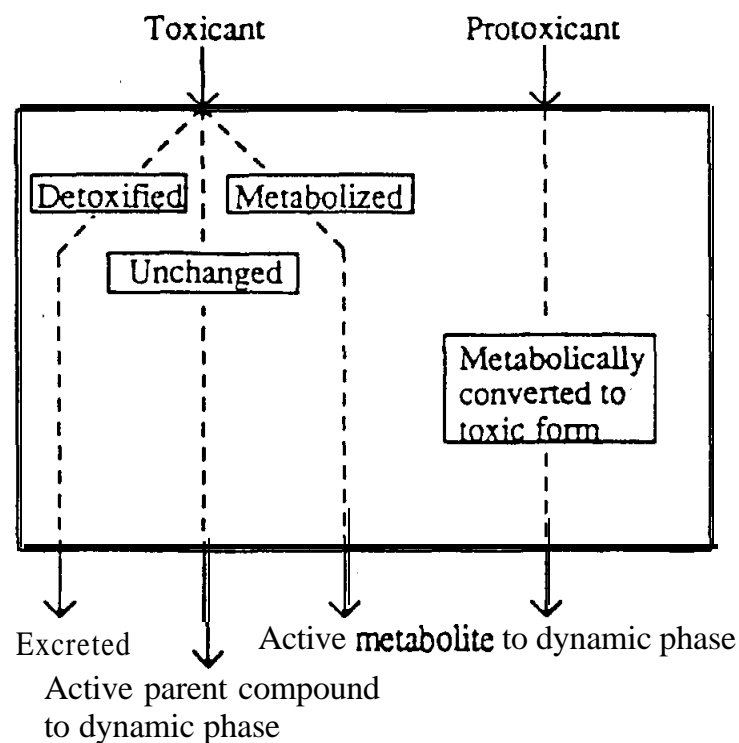 Toxicant
Protoxicant
Detoxified
Metabolized
Unchanged
Metabolically
converted to
toxic form
Excreted
Active metabolite to dynamic phase
Active parent compound
to dynamic phase